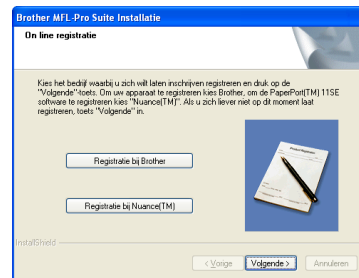 Brother MFL-Pro Suite Installatie
On line registratie
Kies het bedrijf waarbij u zich wilt laten inschrijven registreren en druk op de
"Volgende"-toets. Om uw apparaat te registreren kies Brother, om de PaperPort(TM) 11SE
software te registreren kies "Nuance(TM)". Als u zich liever niet op dit moment laat
registreren, toets "Volgende" in.
Registratie bij Brother
Registratie bij Nuance(TM)
InstallShield
< Vorige
Volgende >
Annuleren